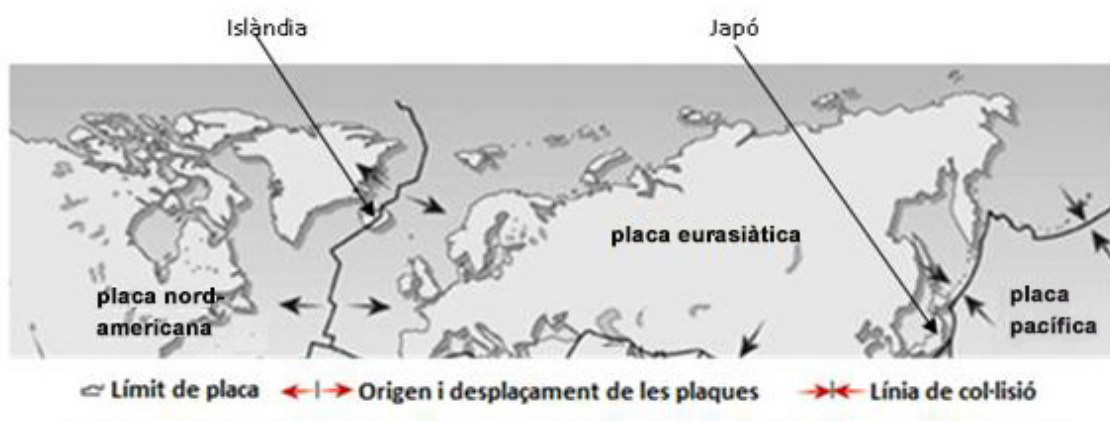 Islàndia
Japó
placa eurasiàtica
placa nord-
americana
placa
pacífica
Límit de placa
Origen i desplaçament de les plaques
Línia de col·lisió